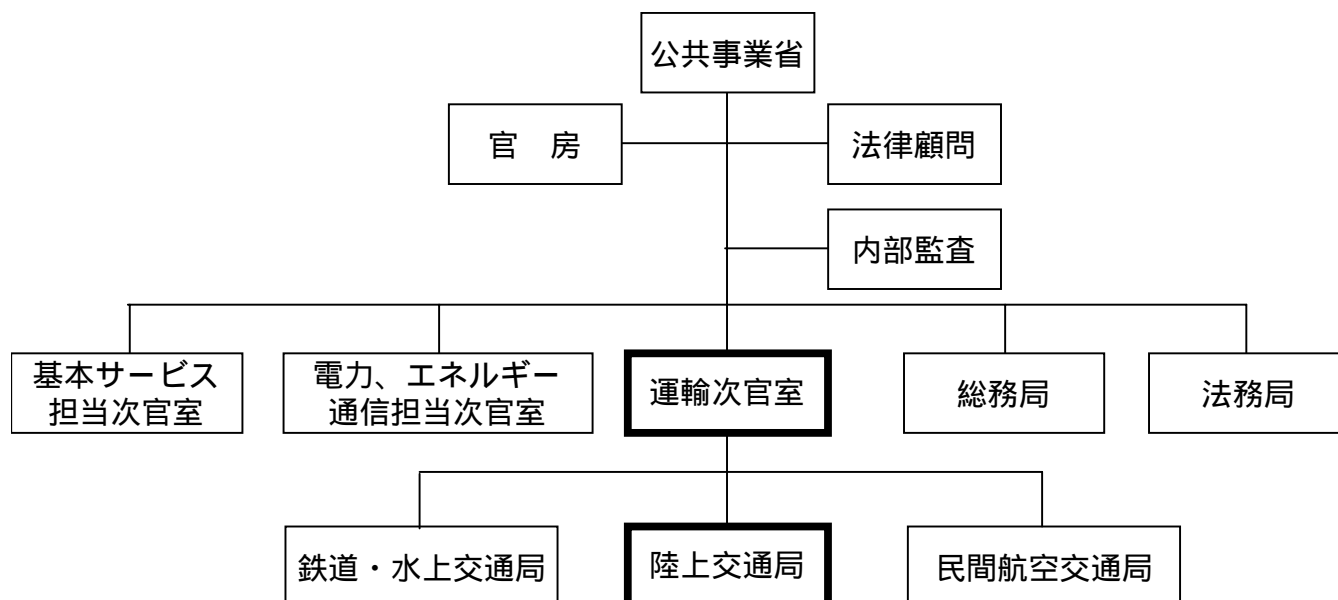 公共事業省
官　房
法律顧問
内部監査
基本サービス
担当次官室
電力、エネルギー
通信担当次官室
運輸次官室
総務局
法務局
鉄道・水上交通局
陸上交通局
民間航空交通局